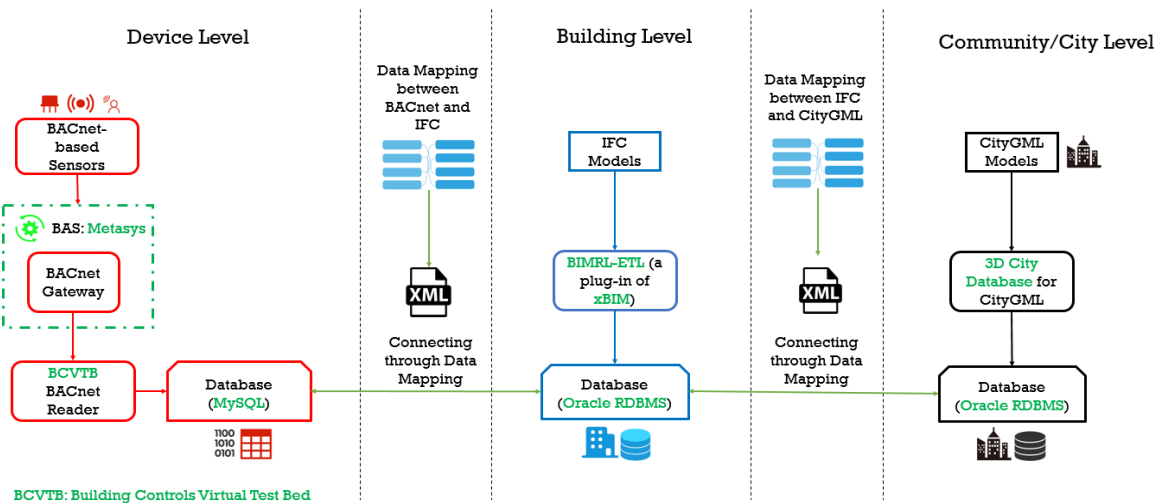 Device Level
Building Level
Community/City Level
Data Mapping
between
BACnet and
IFC
Data Mapping
between IFC
and CityGML
BACnet-
based
Sensors
IFC
Models
CityGML
Models
BAS: Metasys
BACnet
Gateway
XML
BIMRL-ETL (a
plug-in of
xBIM)
XML
3D City
Database for
CityGML
Connecting
through Data
Mapping
Connecting
through Data
Mapping
BCVTB
BACnet
Reader
Database
(MySQL)
Database
(Oracle RDBMS)
Database
(Oracle RDBMS)
1100
1010
0101
BCVTB: Building Controls Virtual Test Bed